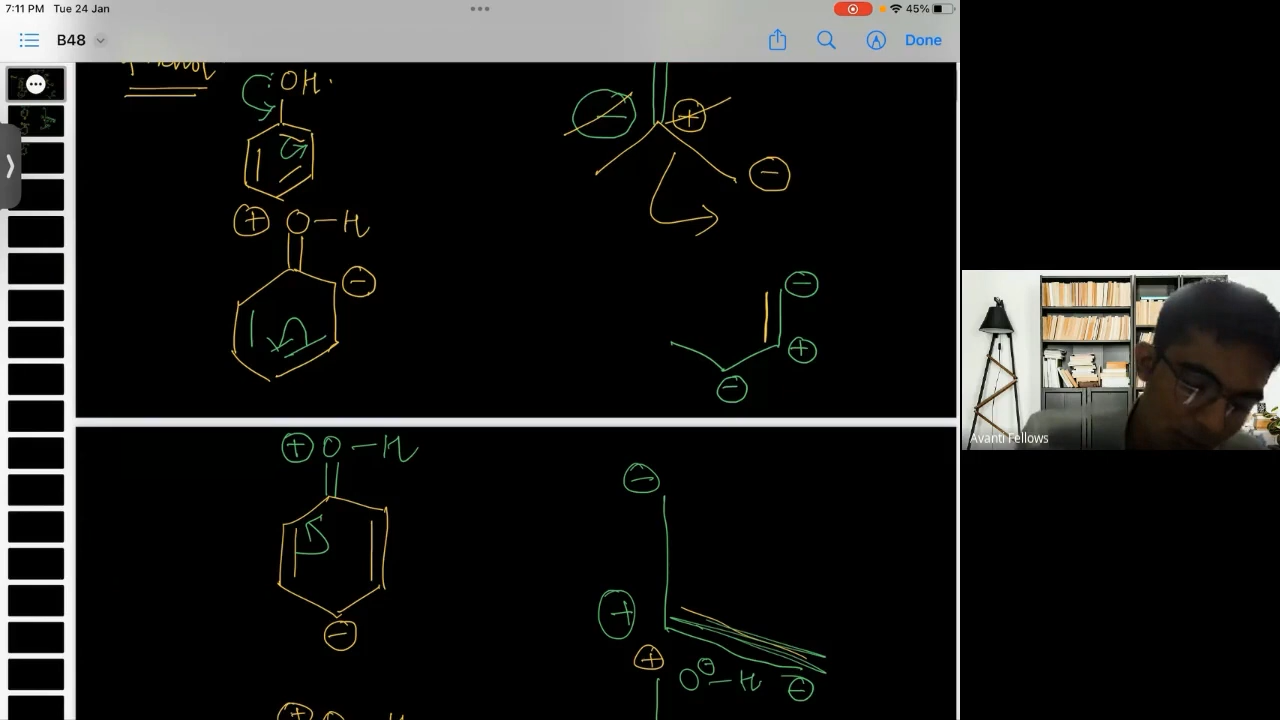 7:11 PM Tue 24 Jan
45%
B48
Done
:OH
+ O-H
-
- +
-
-
+
-
+ O-H
-
-
+
+ O-H
-
Avanti Fellows